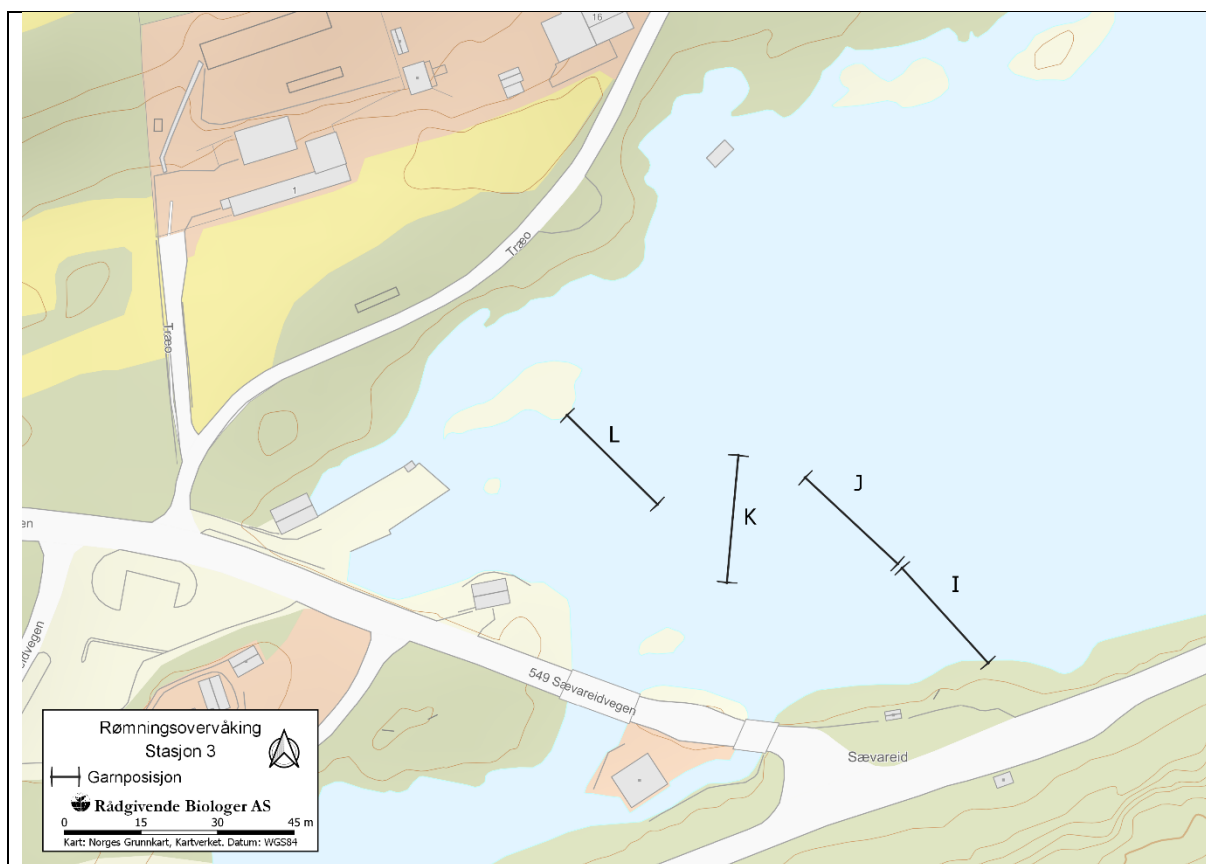 16
1
Træo
Træo
L
J
K
I
en
idvegen
549 Sævareidvegen
Sævareid
Rømningsovervåking
Stasjon 3
Garnposisjon
Rådgivende Biologer AS
0 15 30 45 m
Kart: Norges Grunnkart, Kartverket. Datum: WGS84